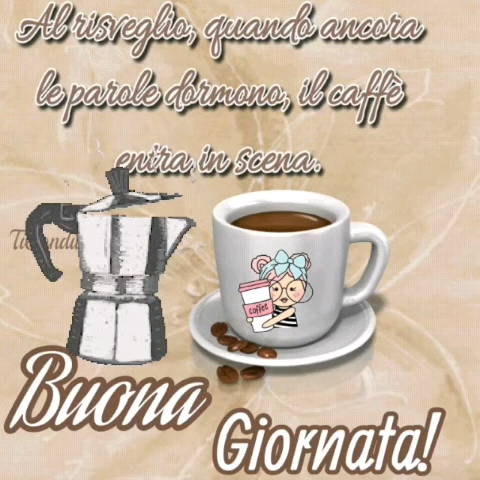 Al risveglio, quando ancora
le parole dormono, il caffè
entra in scena.
coffee
Buona
Giornata!